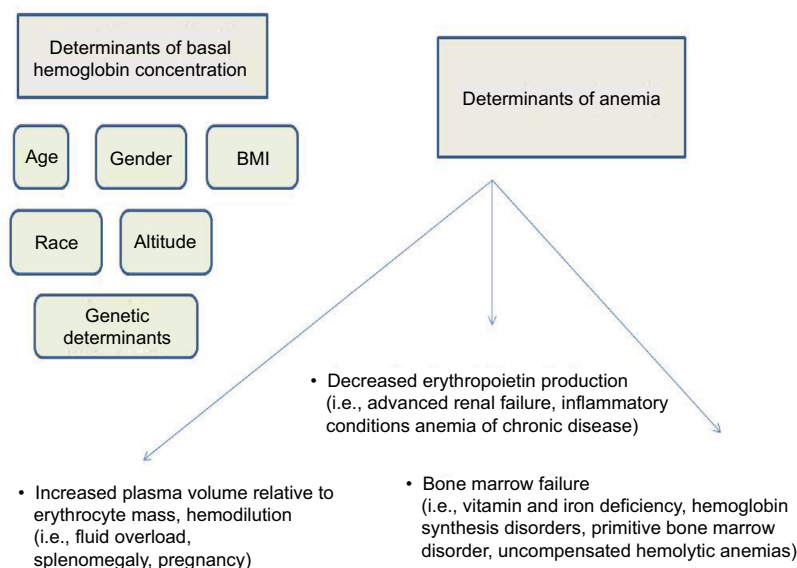 Determinants of basal
hemoglobin concentration
Determinants of anemia
Age
Gender
BMI
Race
Altitude
Genetic
determinants
• Decreased erythropoietin production
(i.e., advanced renal failure, inflammatory
conditions anemia of chronic disease)
• Increased plasma volume relative to
erythrocyte mass, hemodilution
(i.e., fluid overload,
splenomegaly, pregnancy)
• Bone marrow failure
(i.e., vitamin and iron deficiency, hemoglobin
synthesis disorders, primitive bone marrow
disorder, uncompensated hemolytic anemias)